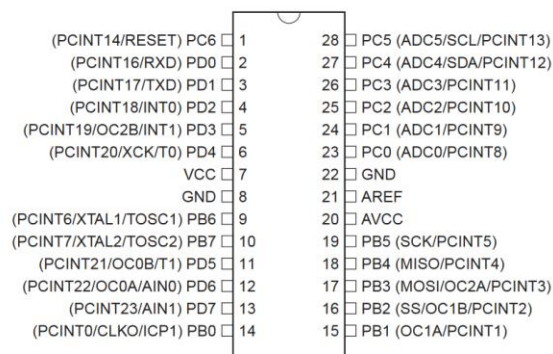 (PCINT14/RESET) PC6 1 28 PC5 (ADC5/SCL/PCINT13)
(PCINT16/RXD) PD0 2 27 PC4 (ADC4/SDA/PCINT12)
(PCINT17/TXD) PD1 3 26 PC3 (ADC3/PCINT11)
(PCINT18/INT0) PD2 4 25 PC2 (ADC2/PCINT10)
(PCINT19/OC2B/INT1) PD3 5 24 PC1 (ADC1/PCINT9)
(PCINT20/XCK/T0) PD4 6 23 PC0 (ADC0/PCINT8)
VCC 7 22 GND
GND 8 21 AREF
(PCINT6/XTAL1/TOSC1) PB6 9 20 AVCC
(PCINT7/XTAL2/TOSC2) PB7 10 19 PB5 (SCK/PCINT5)
(PCINT21/OC0B/T1) PD5 11 18 PB4 (MISO/PCINT4)
(PCINT22/OC0A/AIN0) PD6 12 17 PB3 (MOSI/OC2A/PCINT3)
(PCINT23/AIN1) PD7 13 16 PB2 (SS/OC1B/PCINT2)
(PCINT0/CLKO/ICP1) PB0 14 15 PB1 (OC1A/PCINT1)